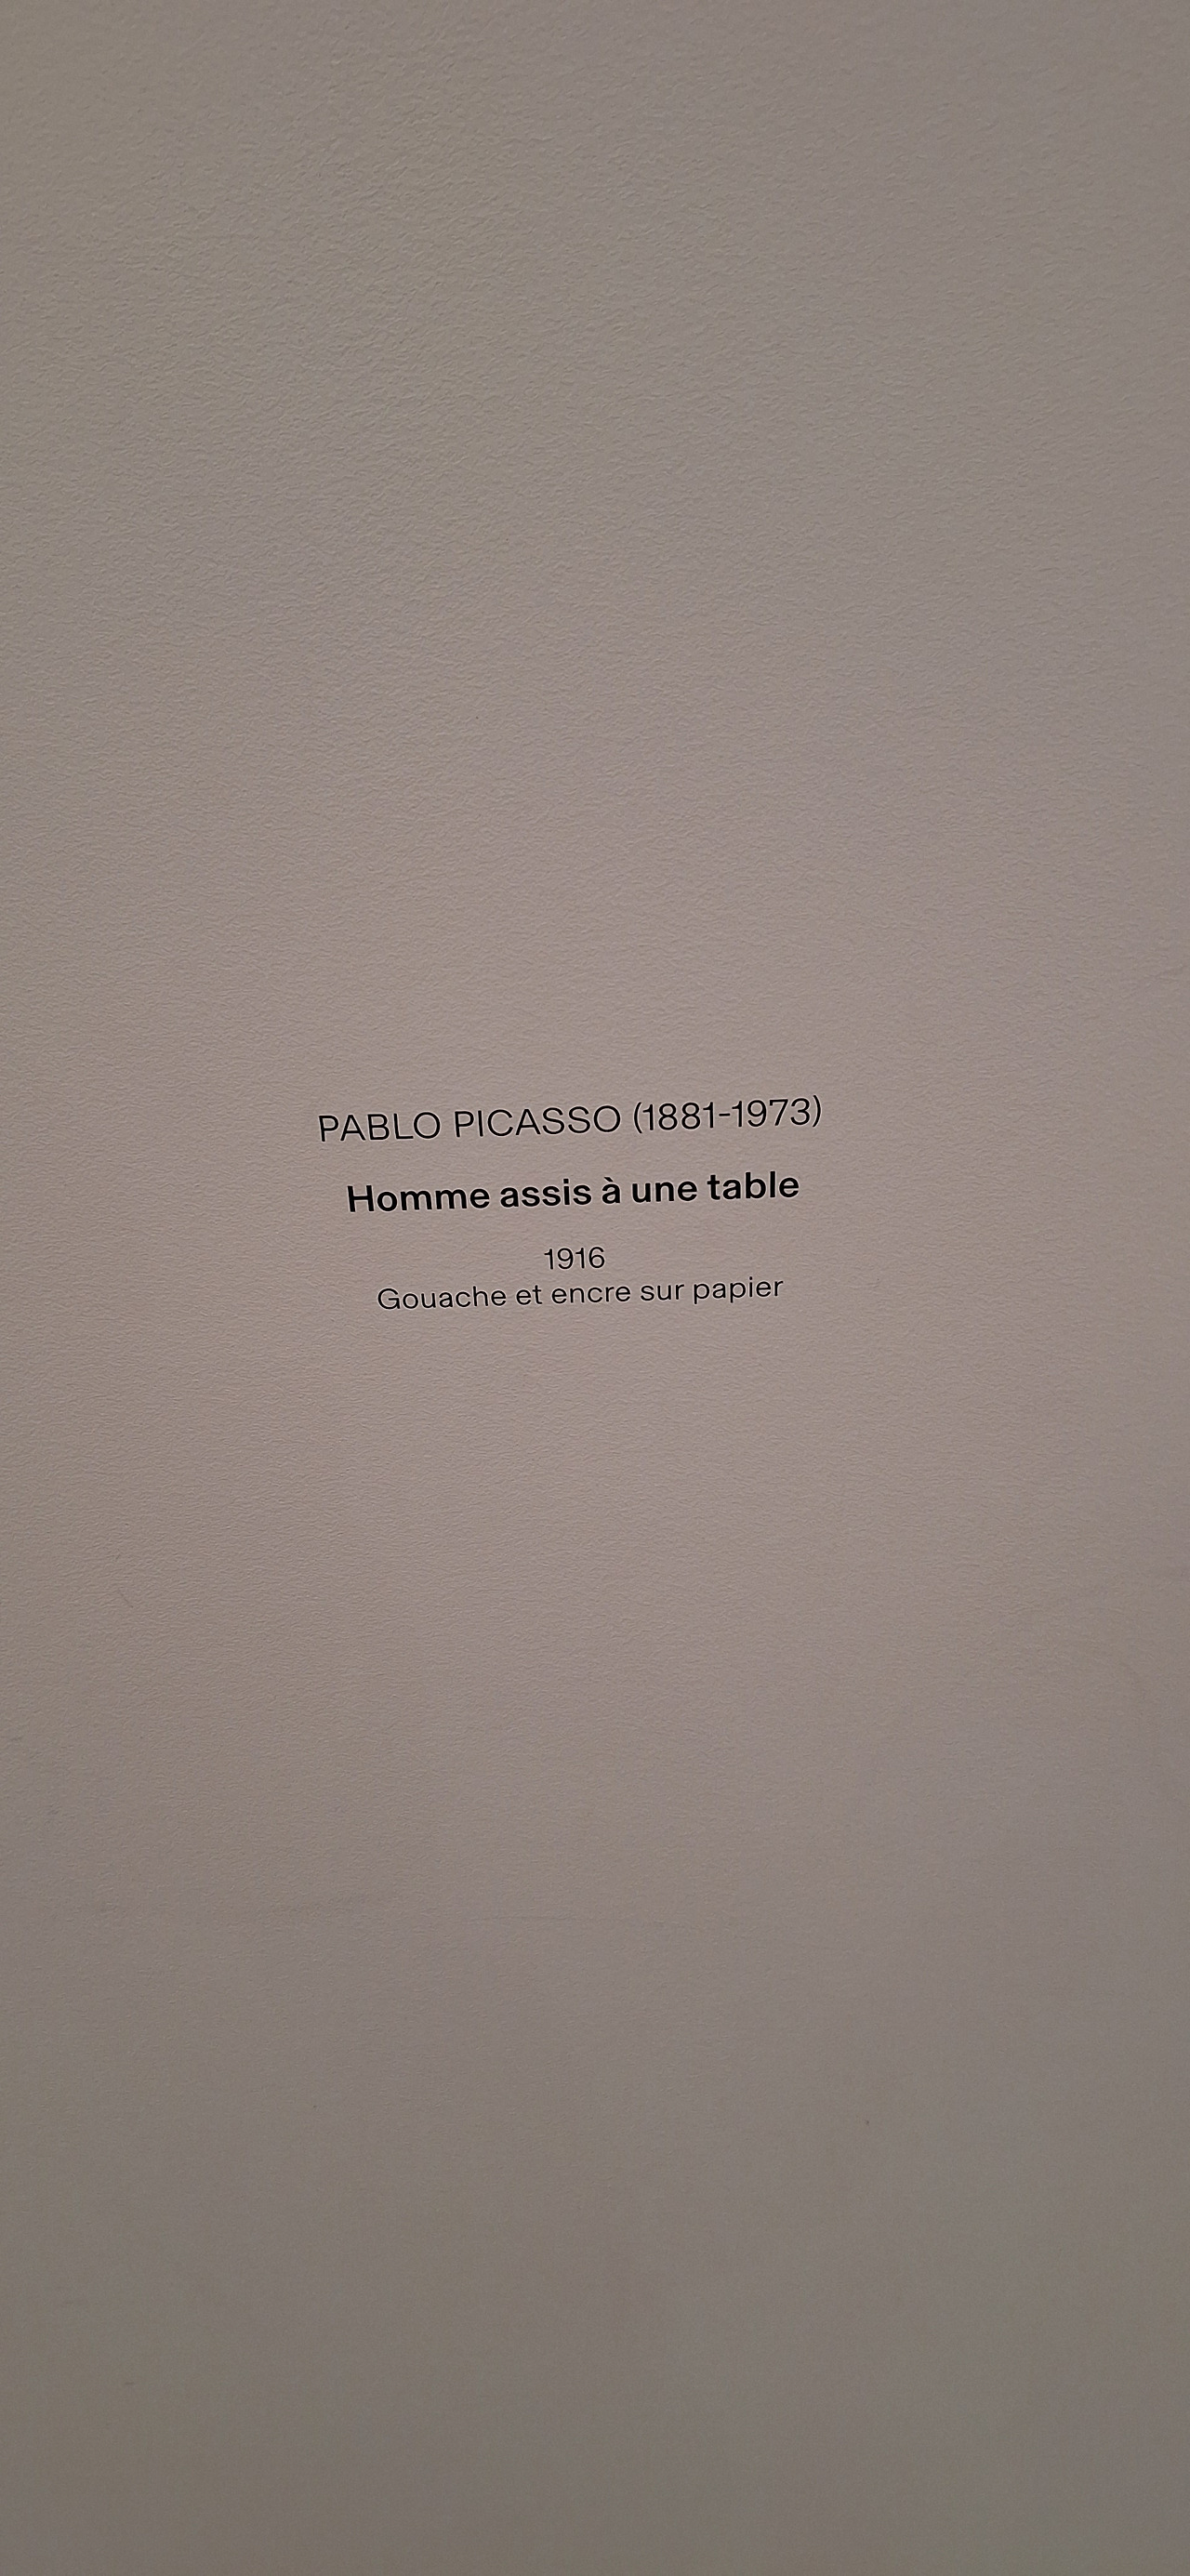 PABLO PICASSO (1881-1973)
Homme assis à une table
1916
Gouache et encre sur papier